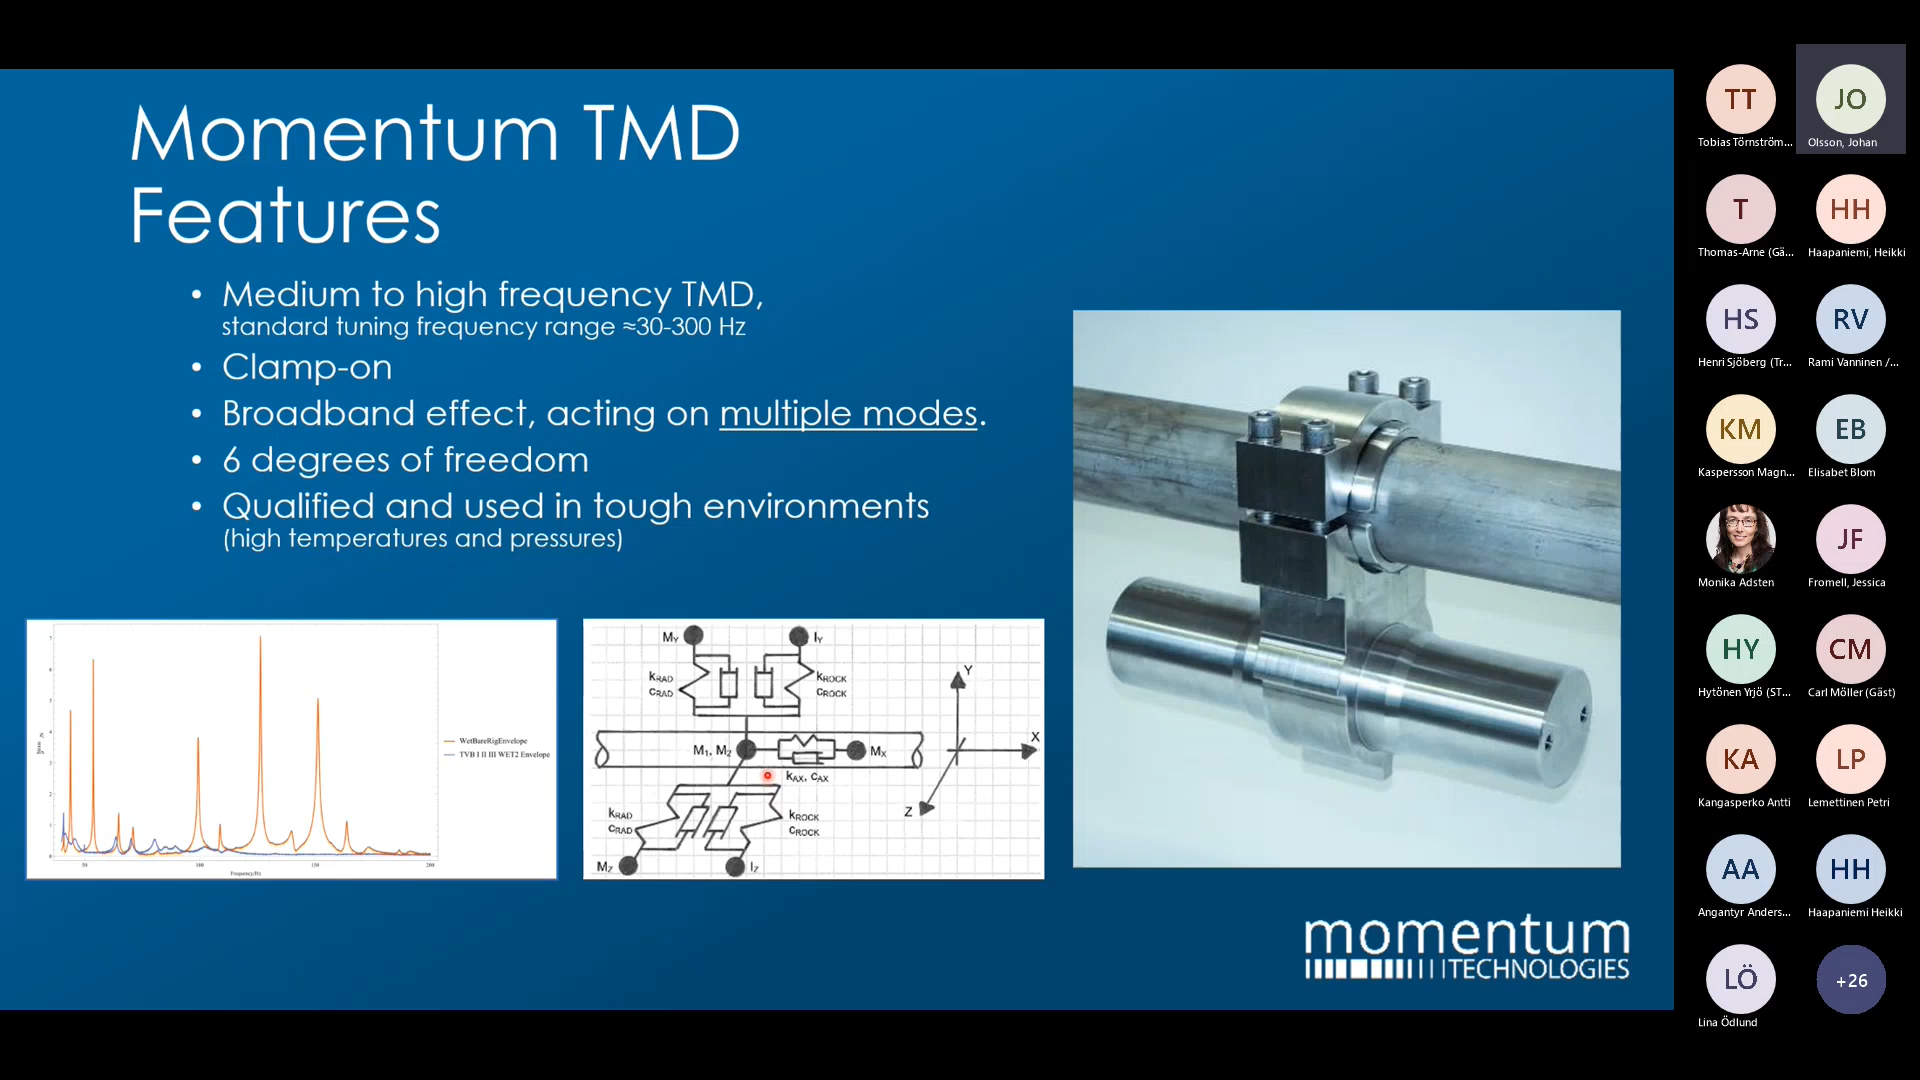 Momentum TMD
Features
• Medium to high frequency TMD,
standard tuning frequency range ≈30-300 Hz
• Clamp-on
• Broadband effect, acting on multiple modes.
• 6 degrees of freedom
• Qualified and used in tough environments
(high temperatures and pressures)
WetBareRigEnvelope
TVB I II III WET2 Envelope
50
100
150
200
Frequency/Hz
MY
IY
kRAD
cRAD
kROCK
cROCK
M1, M2
MX
kAX, cAX
kRAD
cRAD
kROCK
cROCK
MZ
IZ
Y
X
Z
momentum
TECHNOLOGIES
TT
Tobias Törnström...
JO
Olsson, Johan
T
Thomas-Arne (Gä...
HH
Haapaniemi, Heikki
HS
Henri Sjöberg (Tr...
RV
Rami Vanninen /...
KM
Kaspersson Magn...
EB
Elisabet Blom
Monika Adsten
JF
Fromell, Jessica
HY
Hytönen Yrjö (ST...
CM
Carl Möller (Gäst)
KA
Kangasperko Antti
LP
Lemettinen Petri
AA
Angantyr Anders...
HH
Haapaniemi Heikki
LÖ
Lina Ödlund
+26